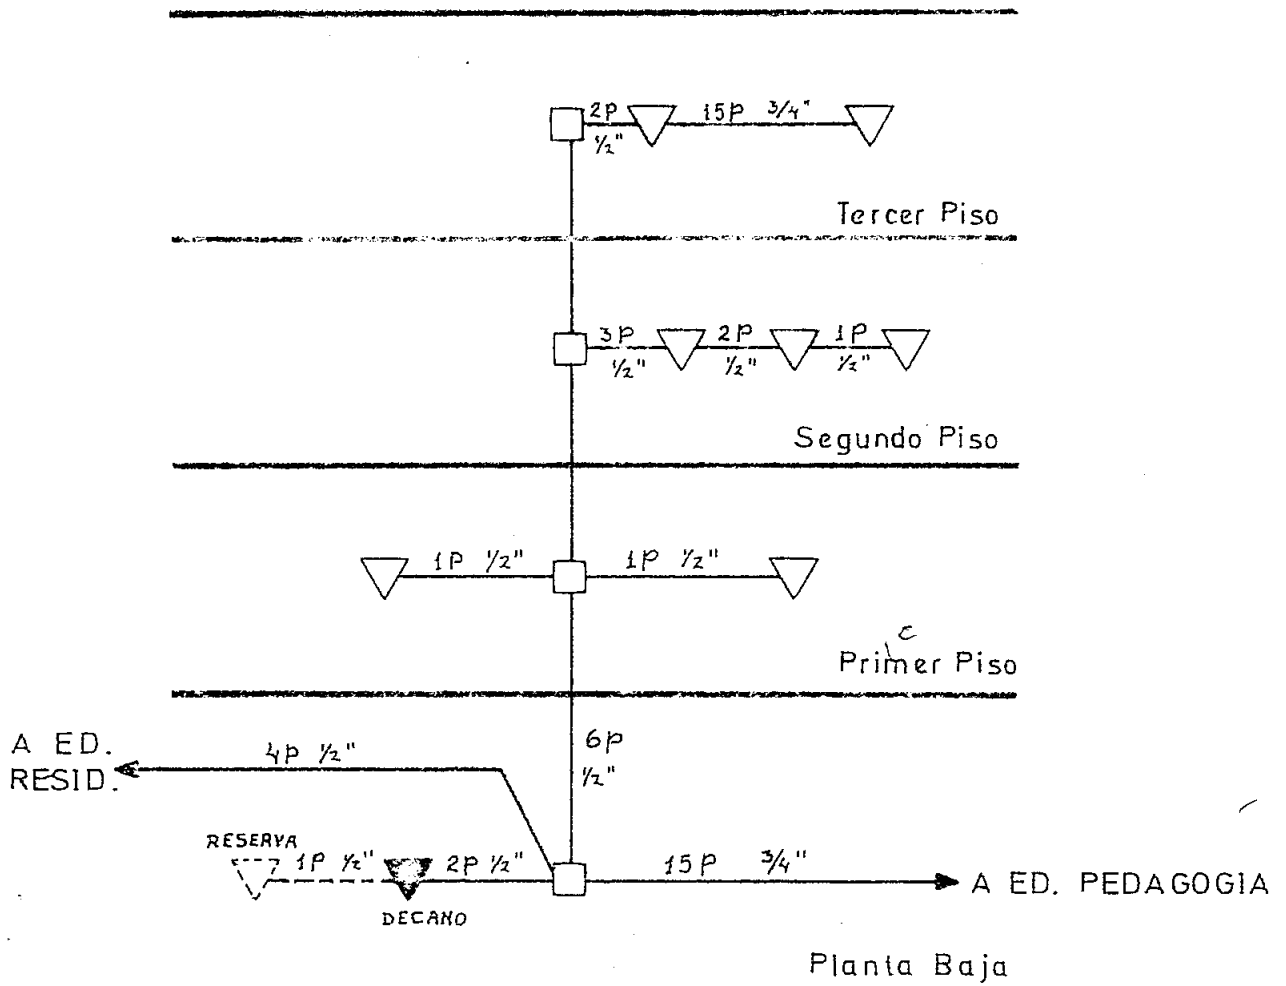 2P 15P 3/4"
1/2"
Tercer Piso
3P 2P 1P
1/2" 1/2" 1/2"
Segundo Piso
1P 1/2" 1P 1/2"
c
Primer Piso
A ED.
RESID.
4P 1/2"
6P
1/2"
RESERVA
1P 1/2" 2P 1/2" 15P 3/4"
A ED. PEDAGOGIA
DECANO
Planta Baja